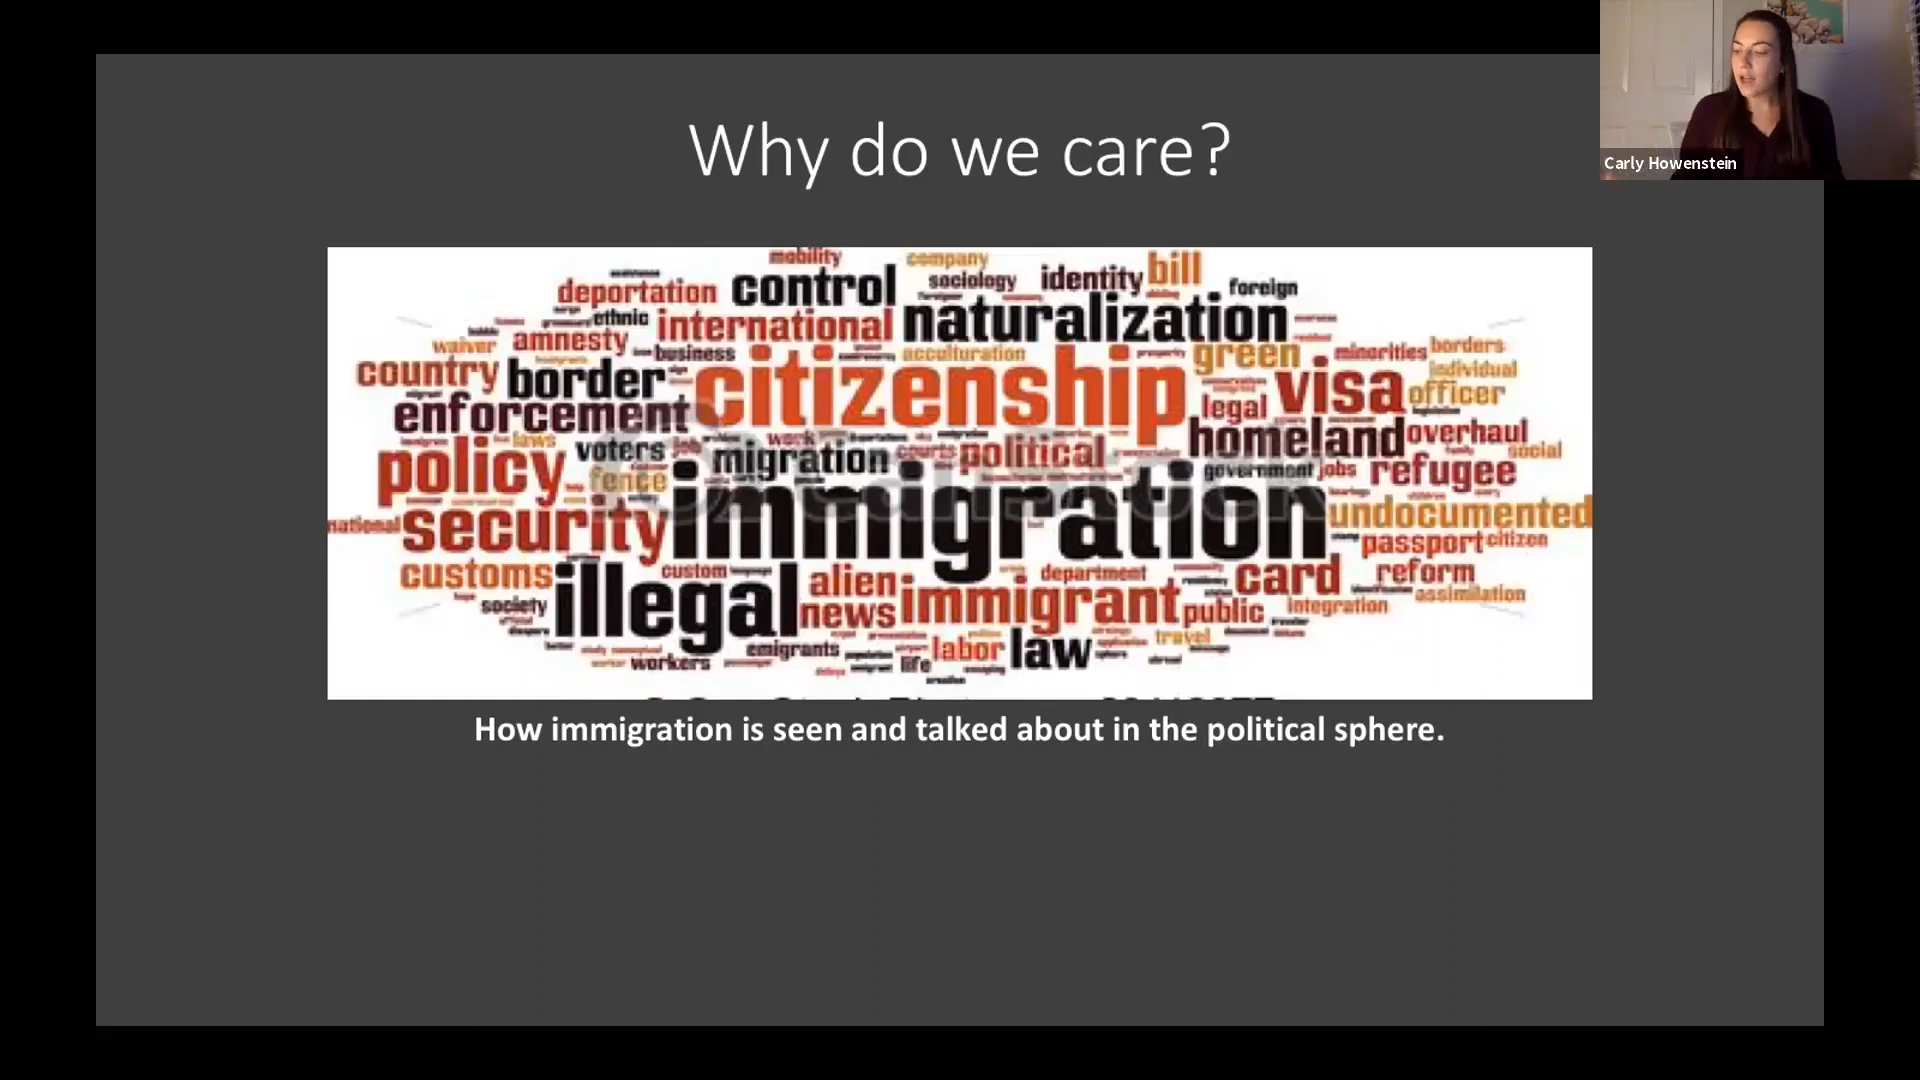 Why do we care?
Carly Howenstein
mobility company bill
deportation control sociology identity foreign
ethnic international naturalization
waiver amnesty business acculturation green minorities borders
country border citizenship visa individual
enforcement legal officer
policy laws voters job migration work courts political homeland overhaul social
fence government jobs refugee
national security immigration undocumented
passport citizen
customs custom alien department card reform
society illegal news immigrant public integration assimilation
workers emigrants life labor law travel
How immigration is seen and talked about in the political sphere.